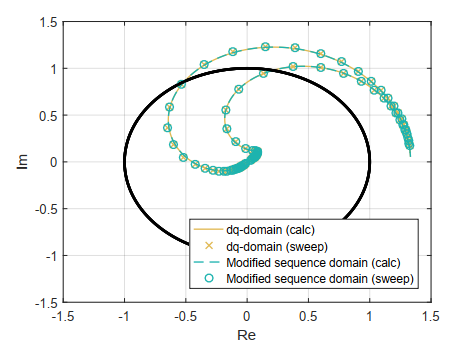 1.5
1
0.5
0
-0.5
-1
-1.5
Im
dq-domain (calc)
dq-domain (sweep)
Modified sequence domain (calc)
Modified sequence domain (sweep)
-1.5 -1 -0.5 0 0.5 1 1.5
Re